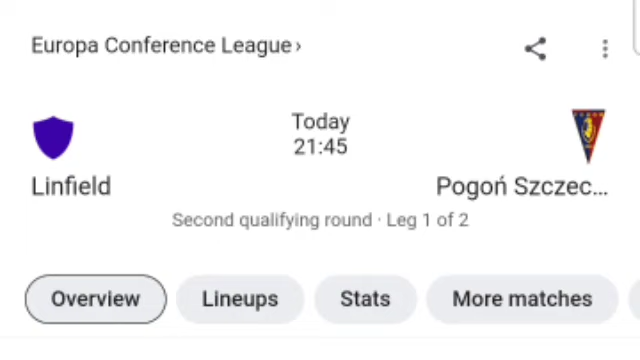 Europa Conference League ›
Today
21:45
Linfield
Pogoń Szczec...
Second qualifying round · Leg 1 of 2
Overview
Lineups
Stats
More matches